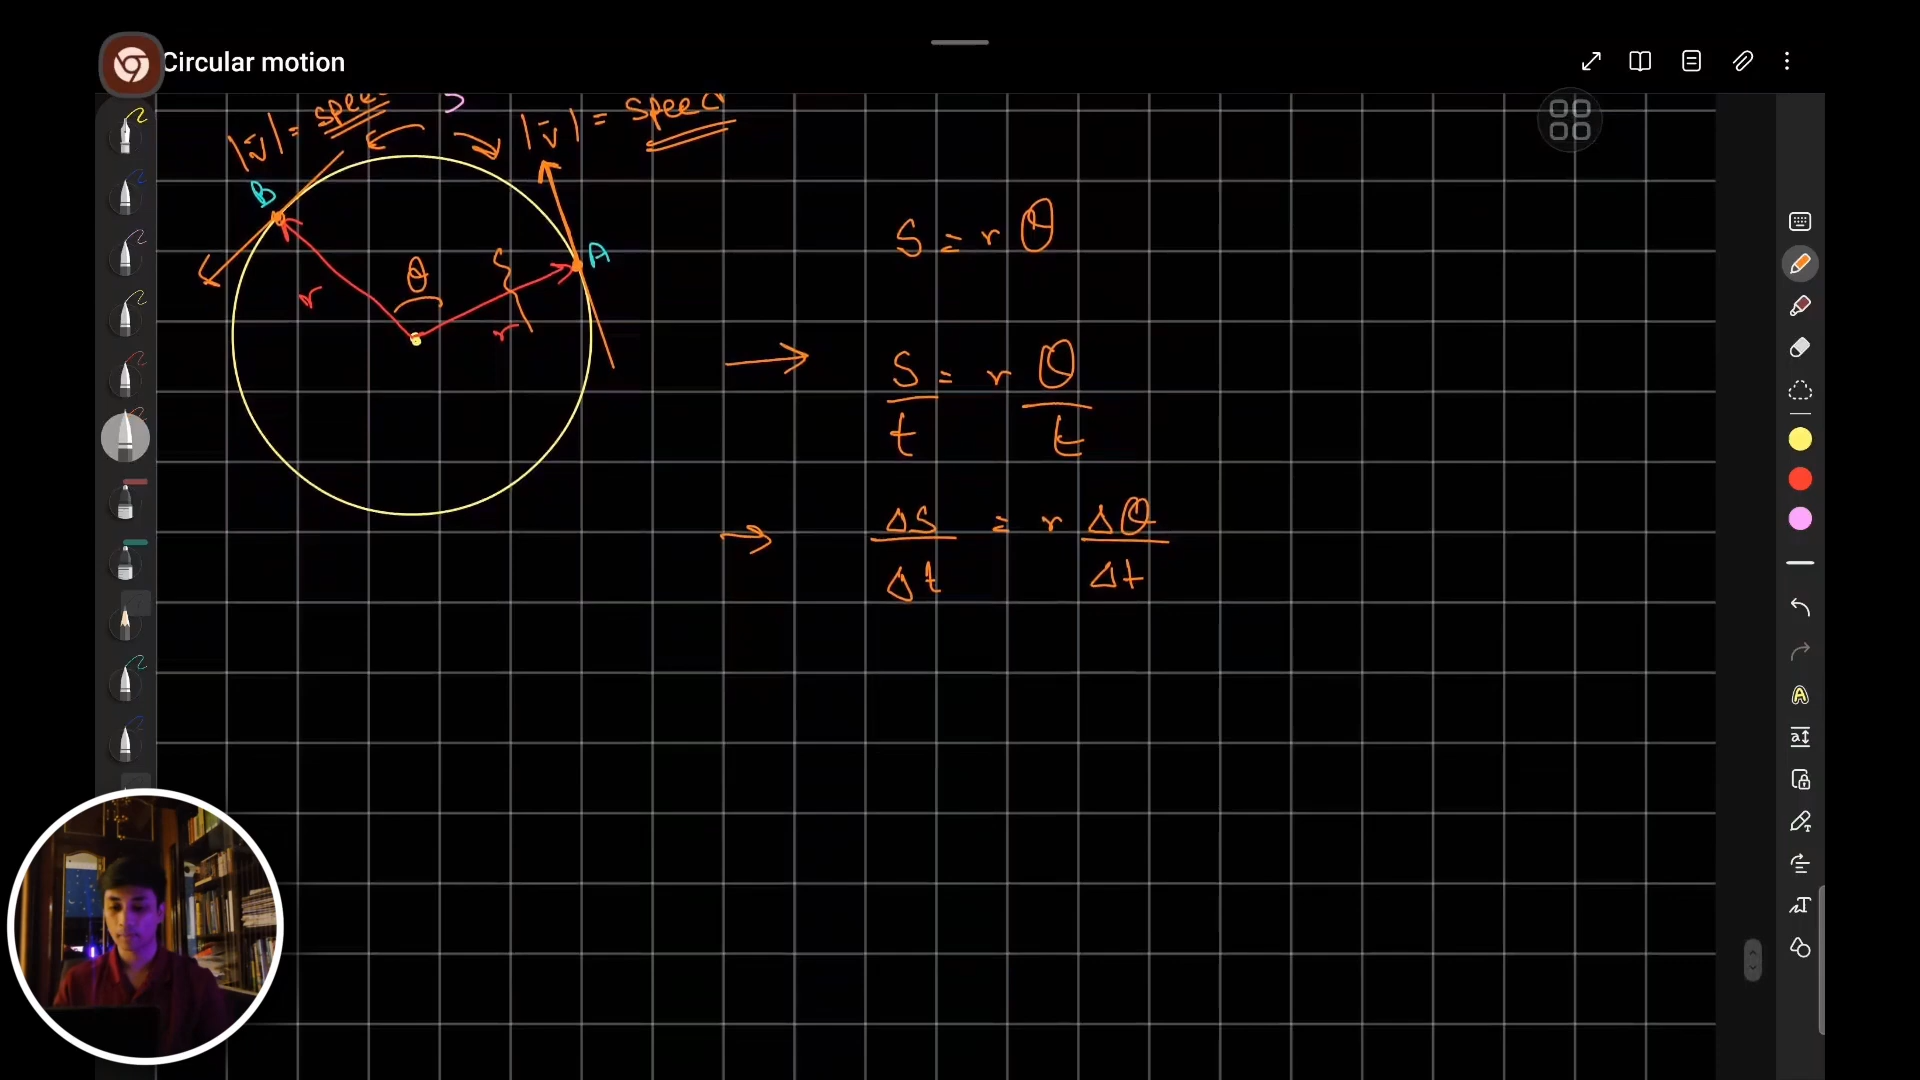 Circular motion
|v̄| = speed
|v̄| = speed
B
A
θ
r
r
S = r θ
S/t = r θ/t
ΔS/Δt = r Δθ/Δt